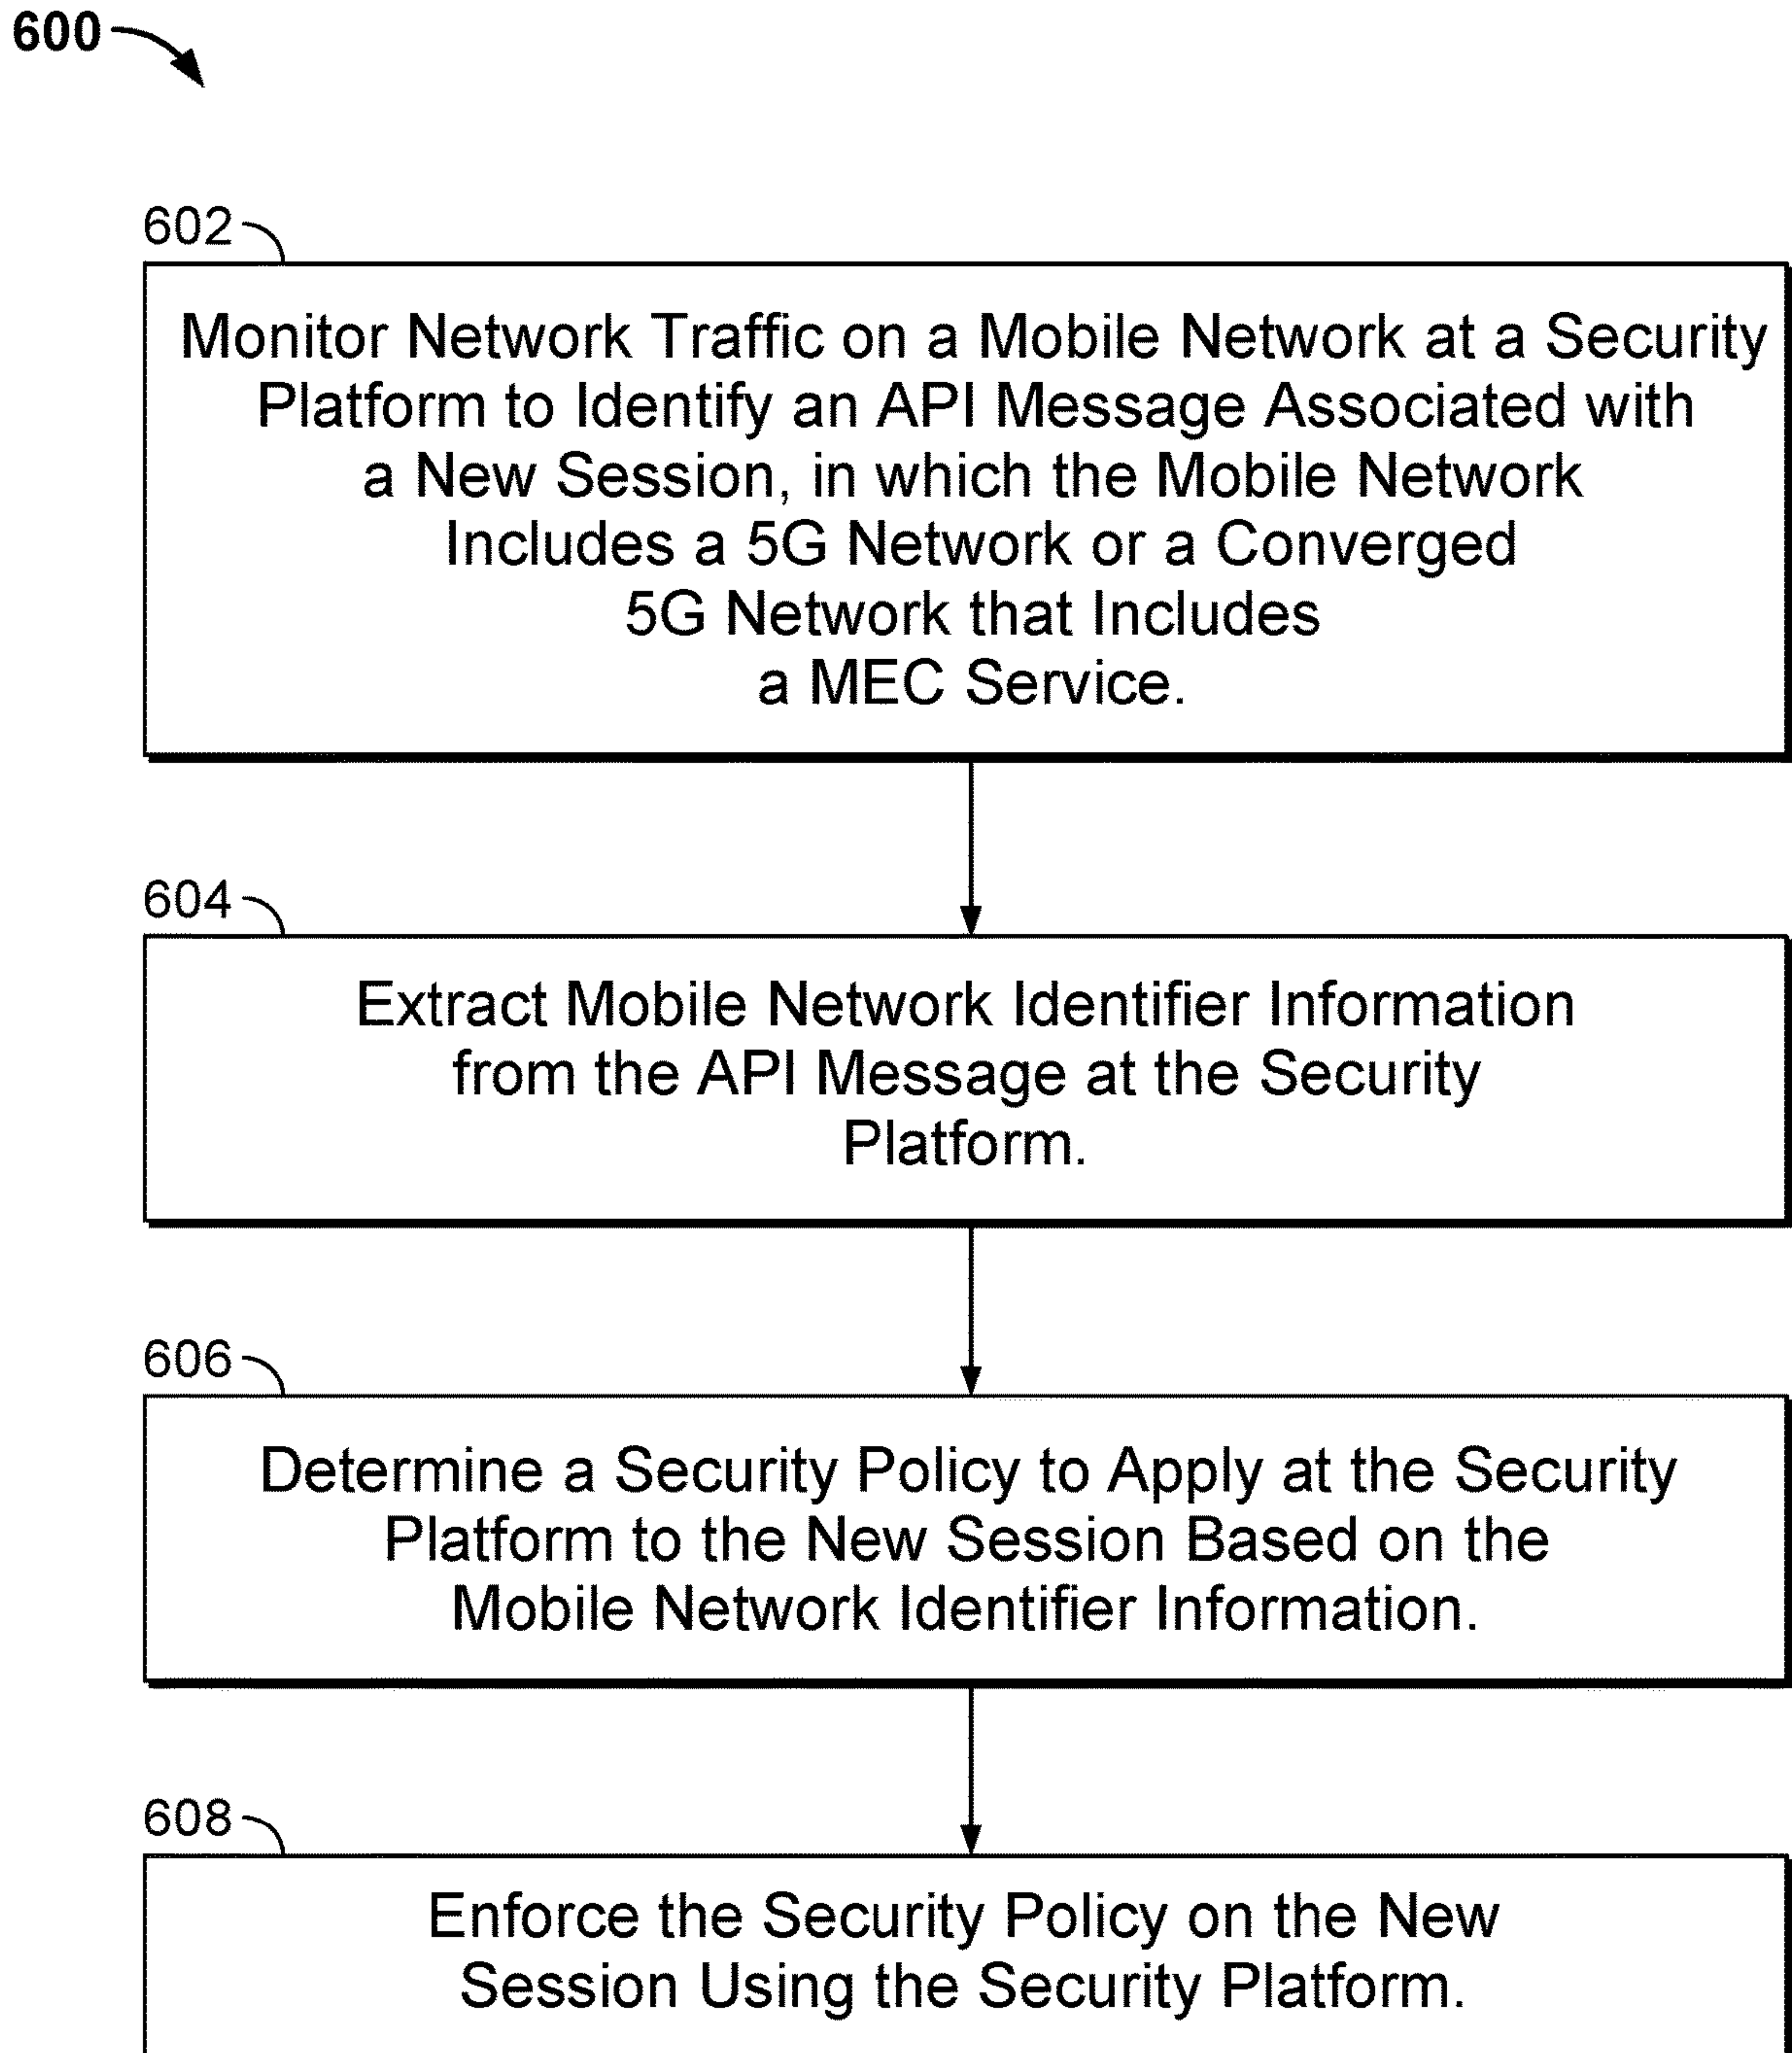 600
602
Monitor Network Traffic on a Mobile Network at a Security
Platform to Identify an API Message Associated with
a New Session, in which the Mobile Network
Includes a 5G Network or a Converged
5G Network that Includes
a MEC Service.
604
Extract Mobile Network Identifier Information
from the API Message at the Security
Platform.
606
Determine a Security Policy to Apply at the Security
Platform to the New Session Based on the
Mobile Network Identifier Information.
608
Enforce the Security Policy on the New
Session Using the Security Platform.